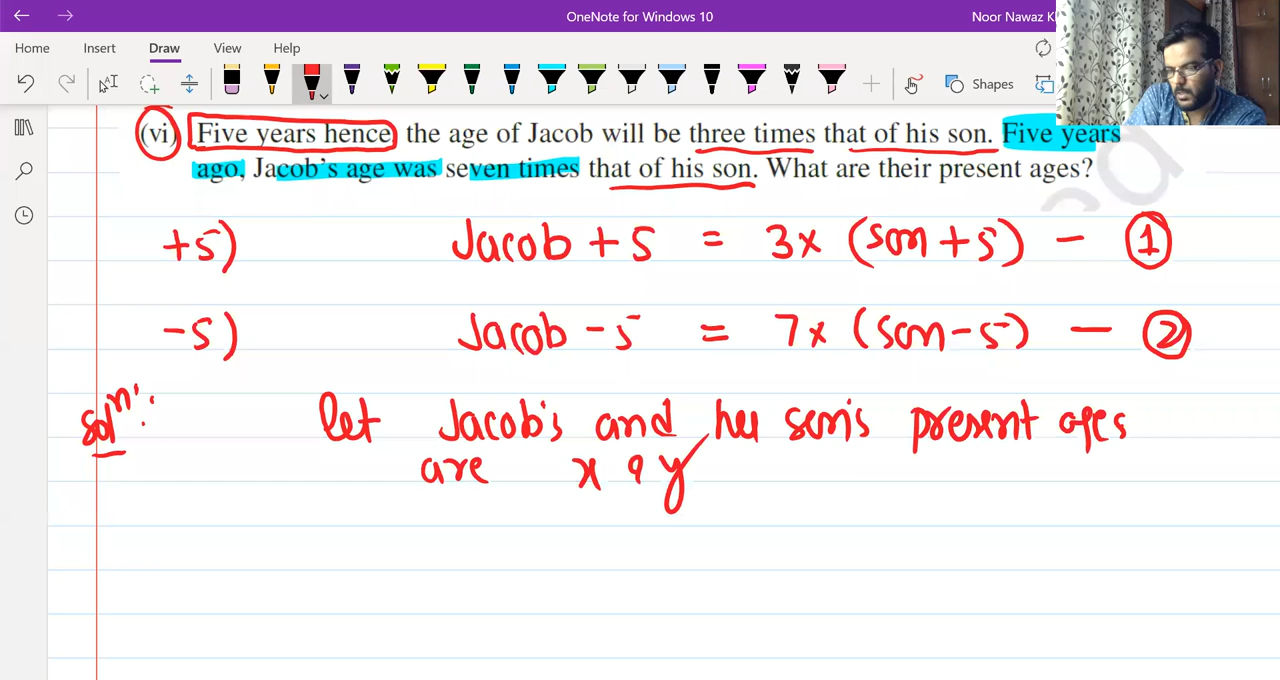 OneNote for Windows 10
Noor Nawaz K
Home Insert Draw View Help
Shapes
(vi) Five years hence the age of Jacob will be three times that of his son. Five years
ago, Jacob's age was seven times that of his son. What are their present ages?
+5) Jacob + 5 = 3x (son + 5) - 1
-5) Jacob - 5 = 7x (son - 5) - 2
Solⁿ: let Jacob's and her son's present ages
are x & y